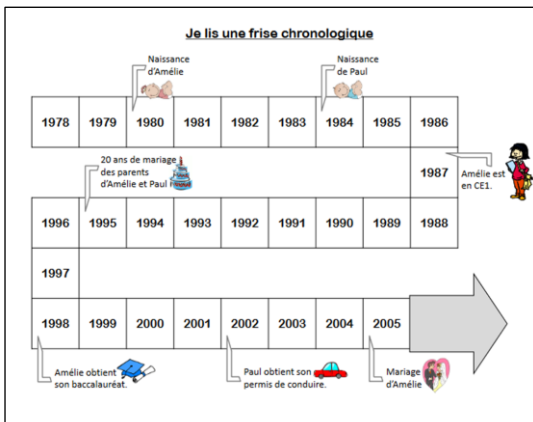 Je lis une frise chronologique
Naissance
d'Amélie
Naissance
de Paul
1978 1979 1980 1981 1982 1983 1984 1985 1986
20 ans de mariage
des parents
d'Amélie et Paul
1987
Amélie est
en CE1.
1996 1995 1994 1993 1992 1991 1990 1989 1988
1997
1998 1999 2000 2001 2002 2003 2004 2005
Amélie obtient
son baccalauréat.
Paul obtient son
permis de conduire.
Mariage
d'Amélie